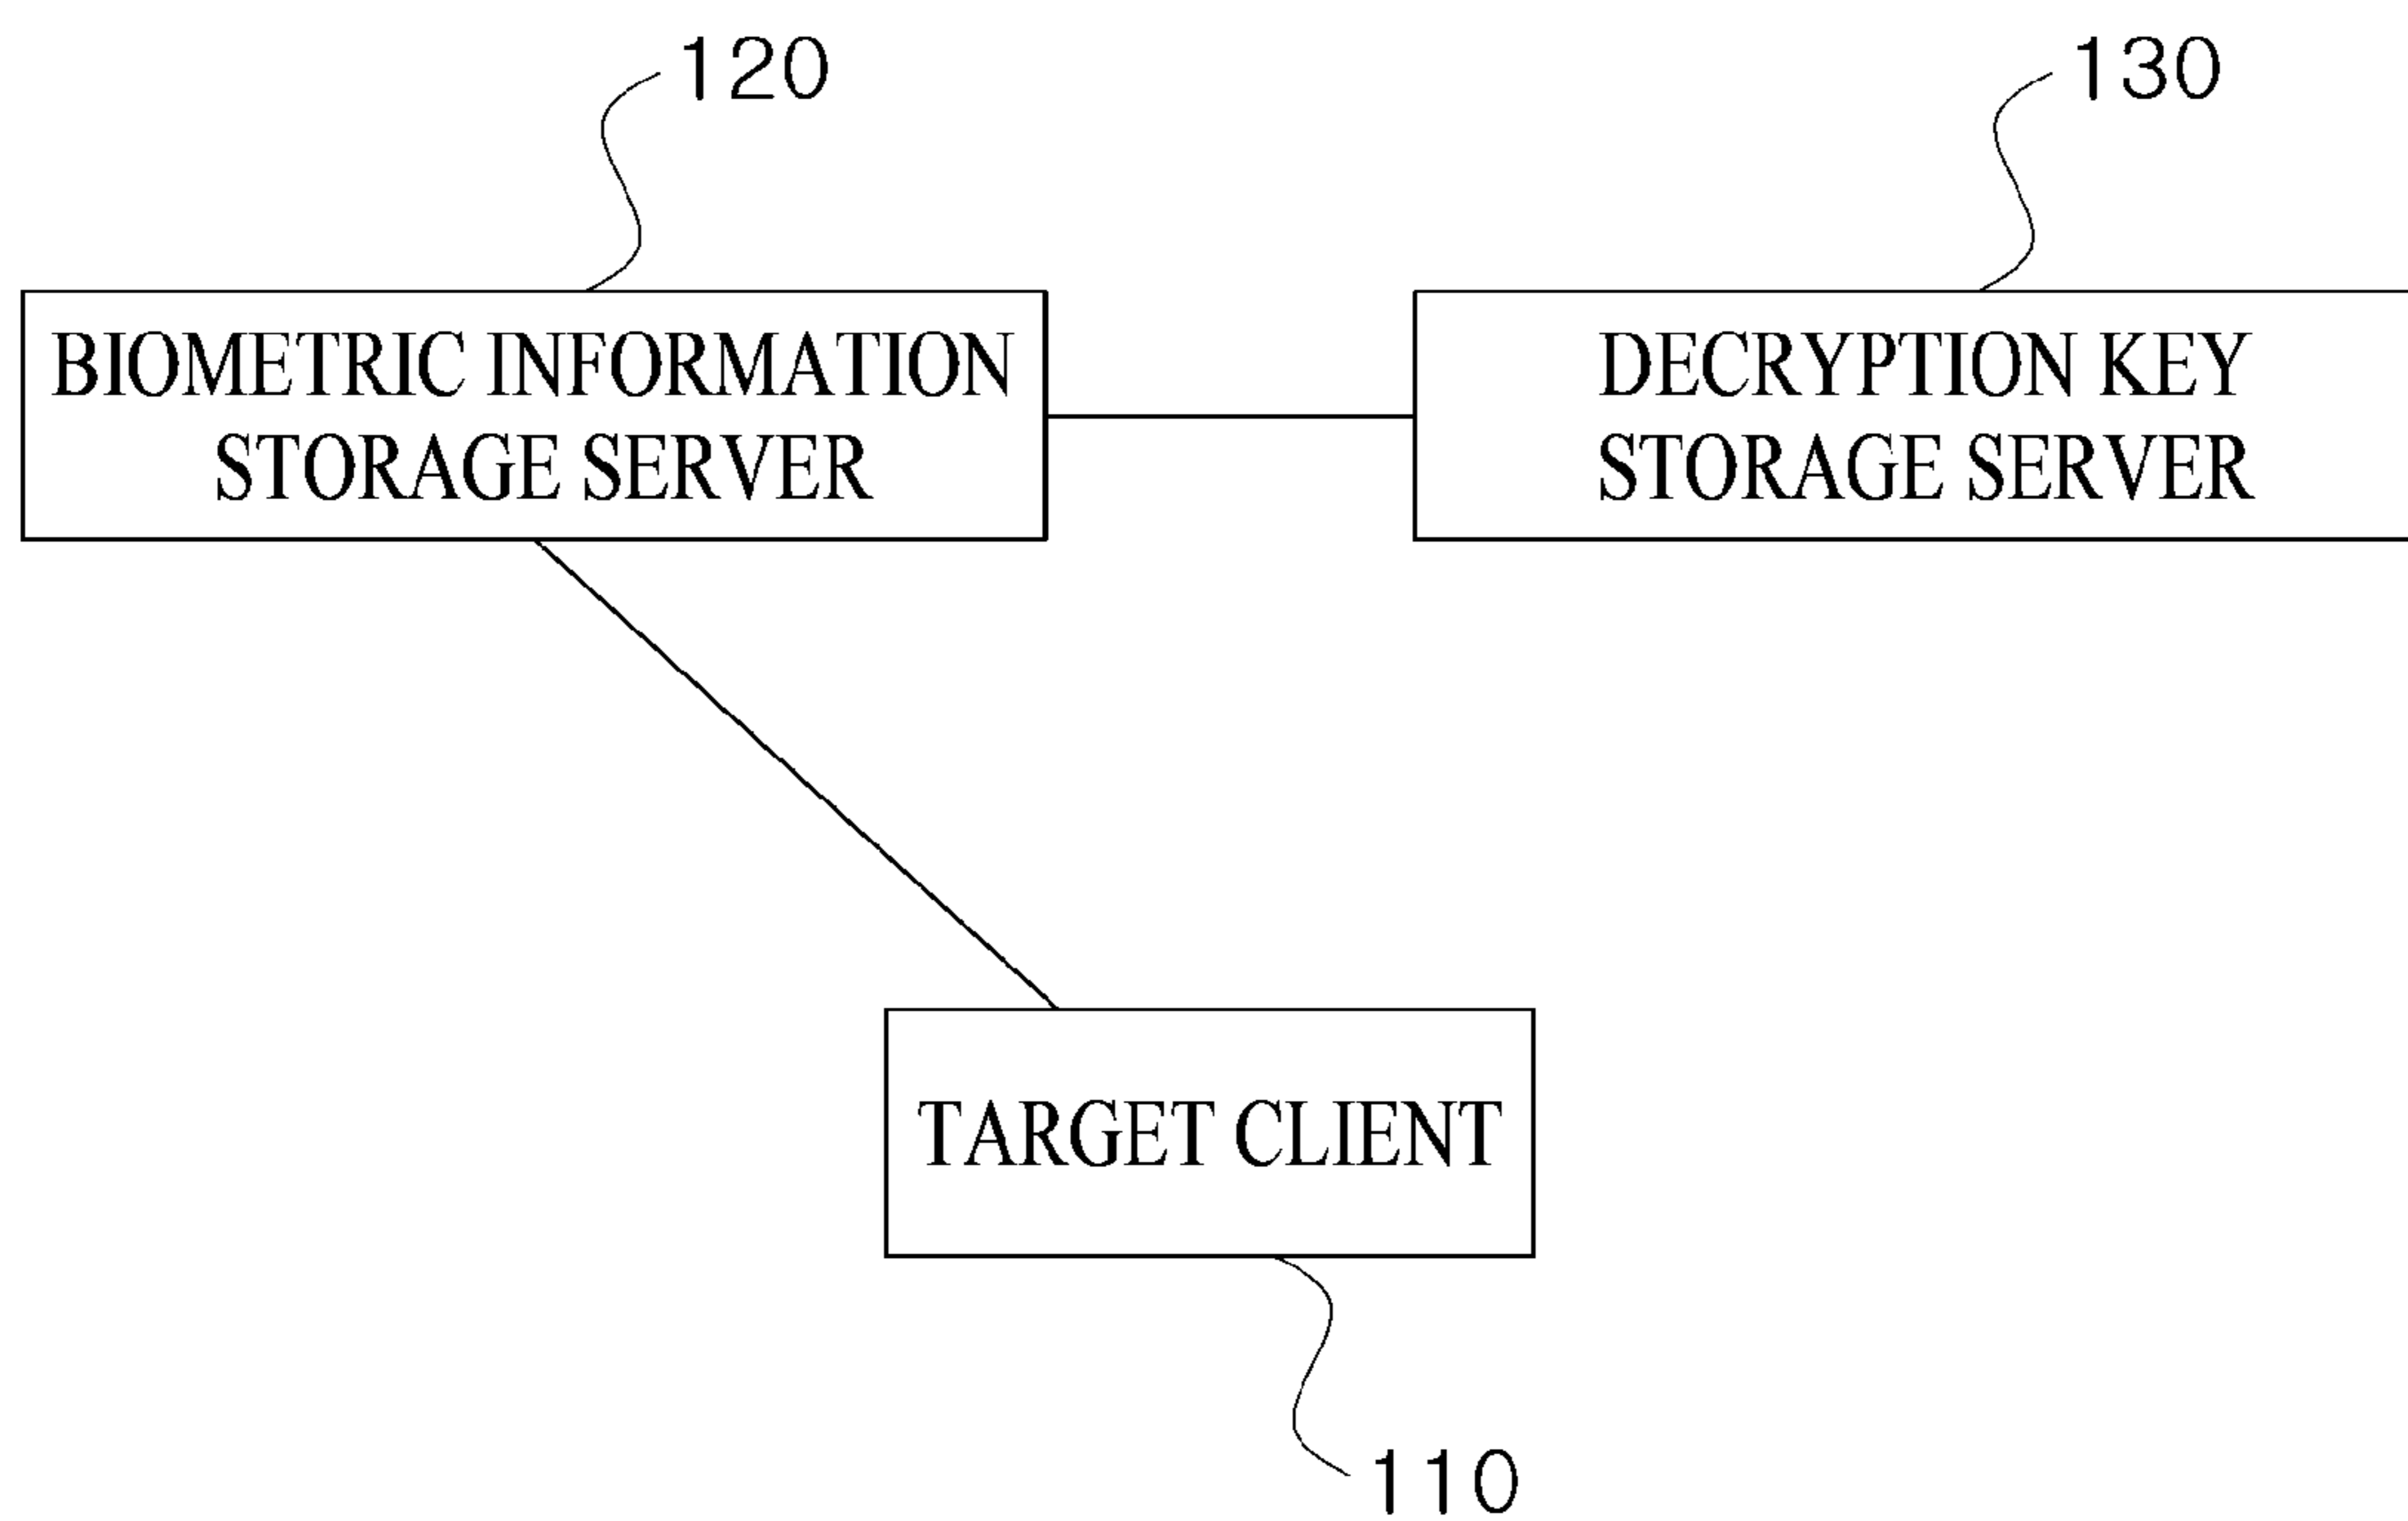 120
130
BIOMETRIC INFORMATION
STORAGE SERVER
DECRYPTION KEY
STORAGE SERVER
TARGET CLIENT
110